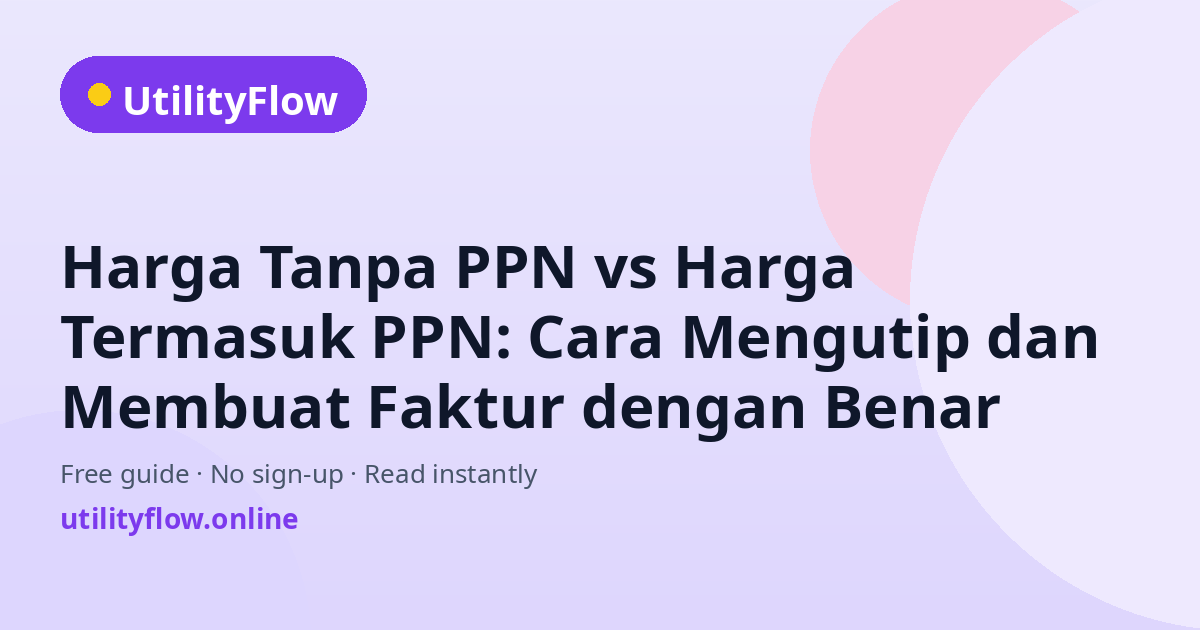 UtilityFlow
Harga Tanpa PPN vs Harga
Termasuk PPN: Cara Mengutip dan
Membuat Faktur dengan Benar
Free guide · No sign-up · Read instantly
utilityflow.online